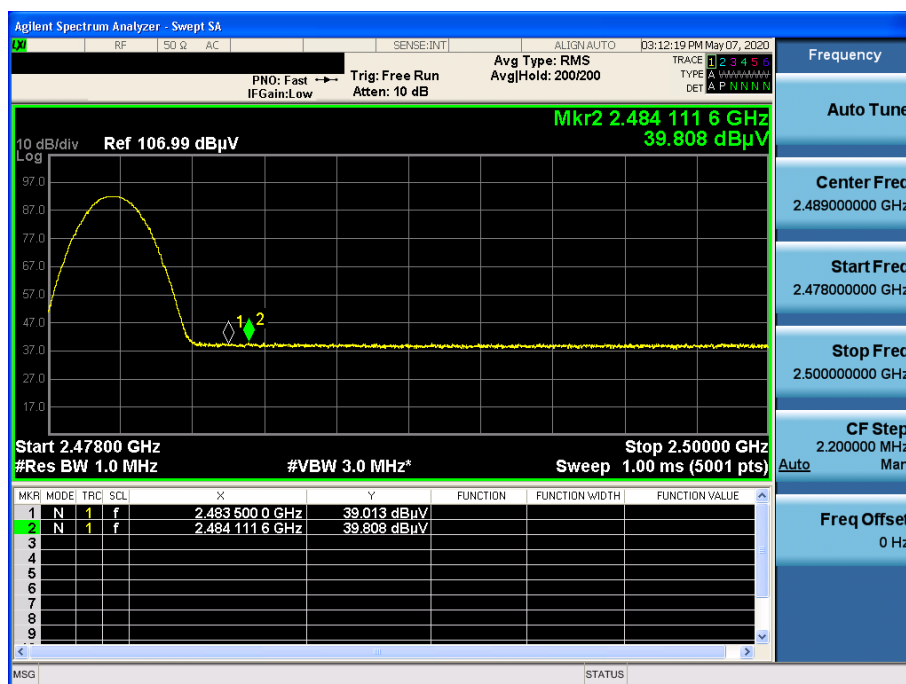 Agilent Spectrum Analyzer - Swept SA
LXI RF 50 Ω AC SENSE:INT ALIGN AUTO 03:12:19 PM May 07, 2020
PNO: Fast
IFGain:Low
Trig: Free Run
Atten: 10 dB
Avg Type: RMS
Avg|Hold: 200/200
TRACE 1 2 3 4 5 6
TYPE A WWWWW
DET A P N N N N
Mkr2 2.484 111 6 GHz
39.808 dBµV
10 dB/div
Log
Ref 106.99 dBµV
97.0
87.0
77.0
67.0
57.0
47.0
37.0
27.0
17.0
1 2
Start 2.47800 GHz Stop 2.50000 GHz
#Res BW 1.0 MHz #VBW 3.0 MHz* Sweep 1.00 ms (5001 pts)
MKR MODE TRC SCL X Y FUNCTION FUNCTION WIDTH FUNCTION VALUE
1 N 1 f 2.483 500 0 GHz 39.013 dBµV
2 N 1 f 2.484 111 6 GHz 39.808 dBµV
3
4
5
6
7
8
9
MSG STATUS
Frequency
Auto Tune
Center Freq
2.489000000 GHz
Start Freq
2.478000000 GHz
Stop Freq
2.500000000 GHz
CF Step
2.200000 MHz
Auto Man
Freq Offset
0 Hz